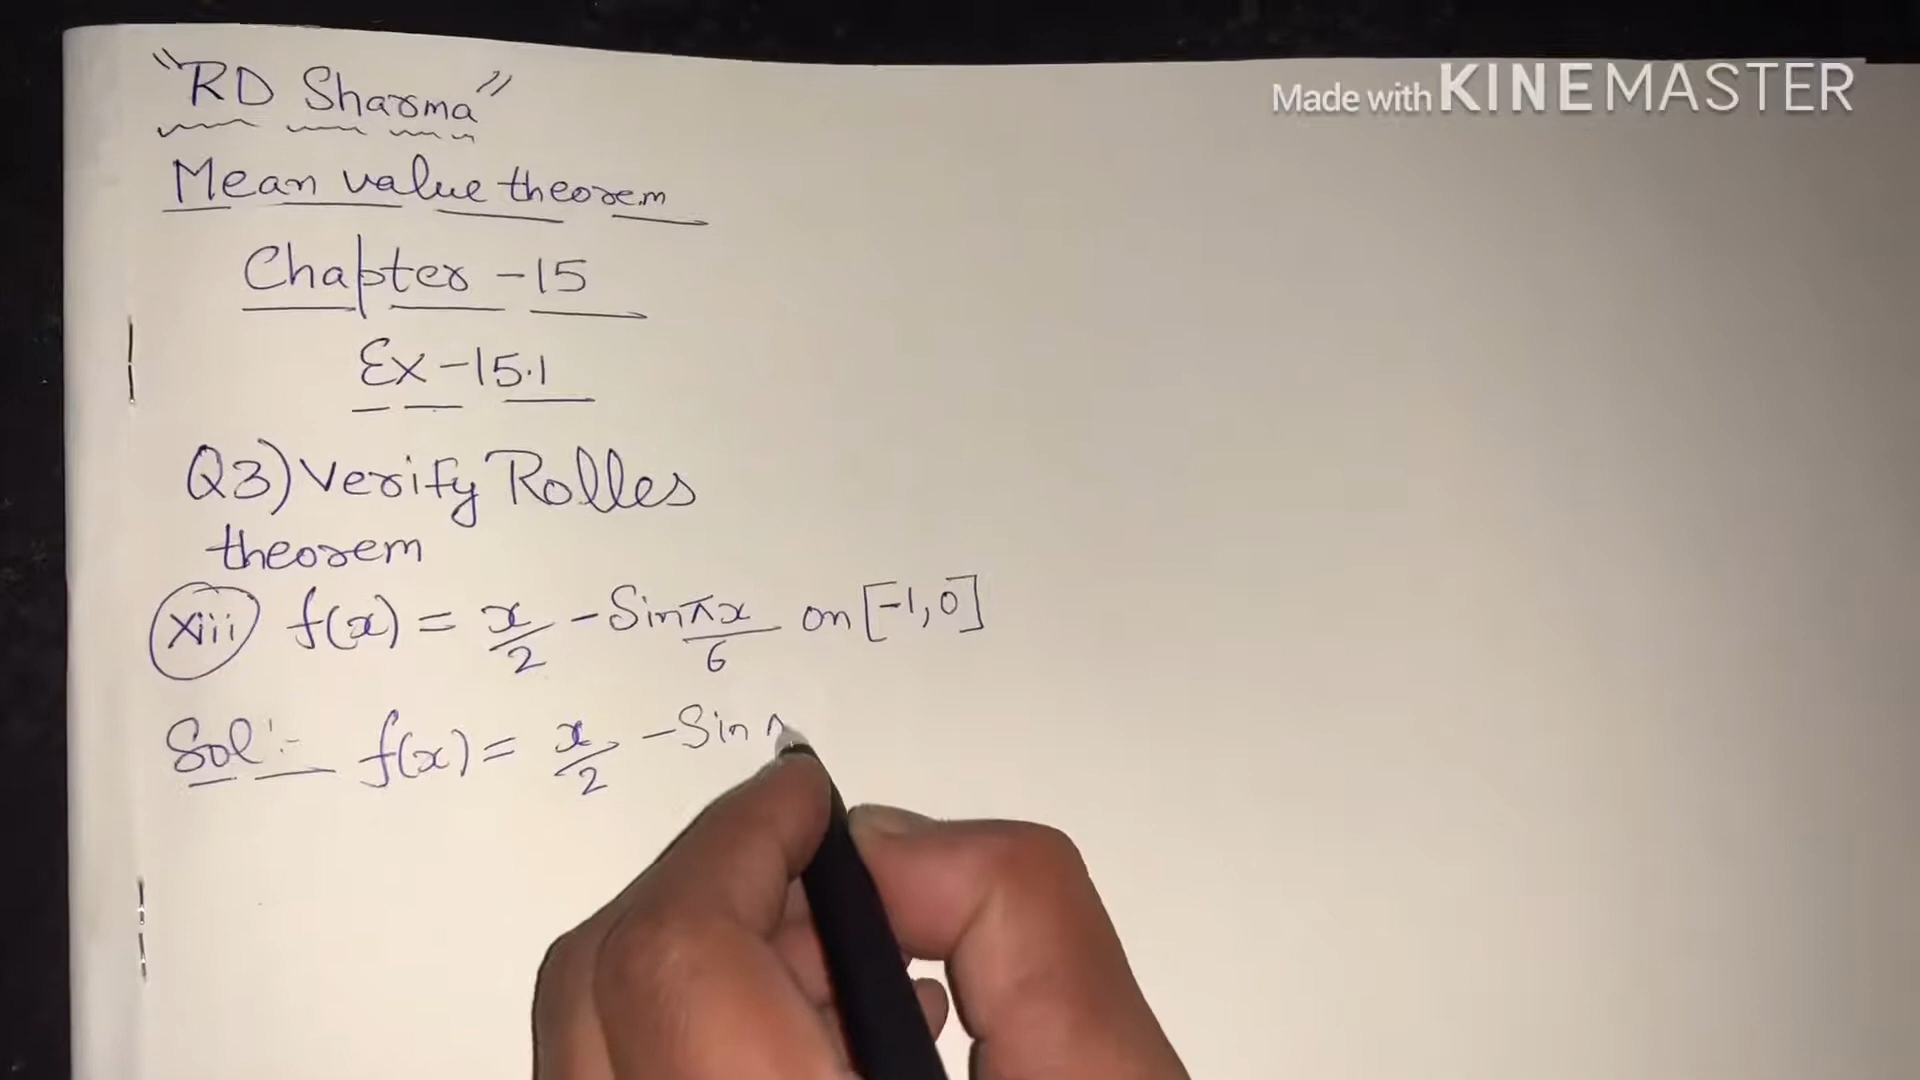 "RD Sharma"
Made with KINEMASTER
Mean value theorem
Chapter -15
Ex -15.1
Q3) Verify Rolles
theorem
xiii f(x) = x/2 - Sin πx/6 on [-1, 0]
Sol:- f(x) = x/2 - Sin